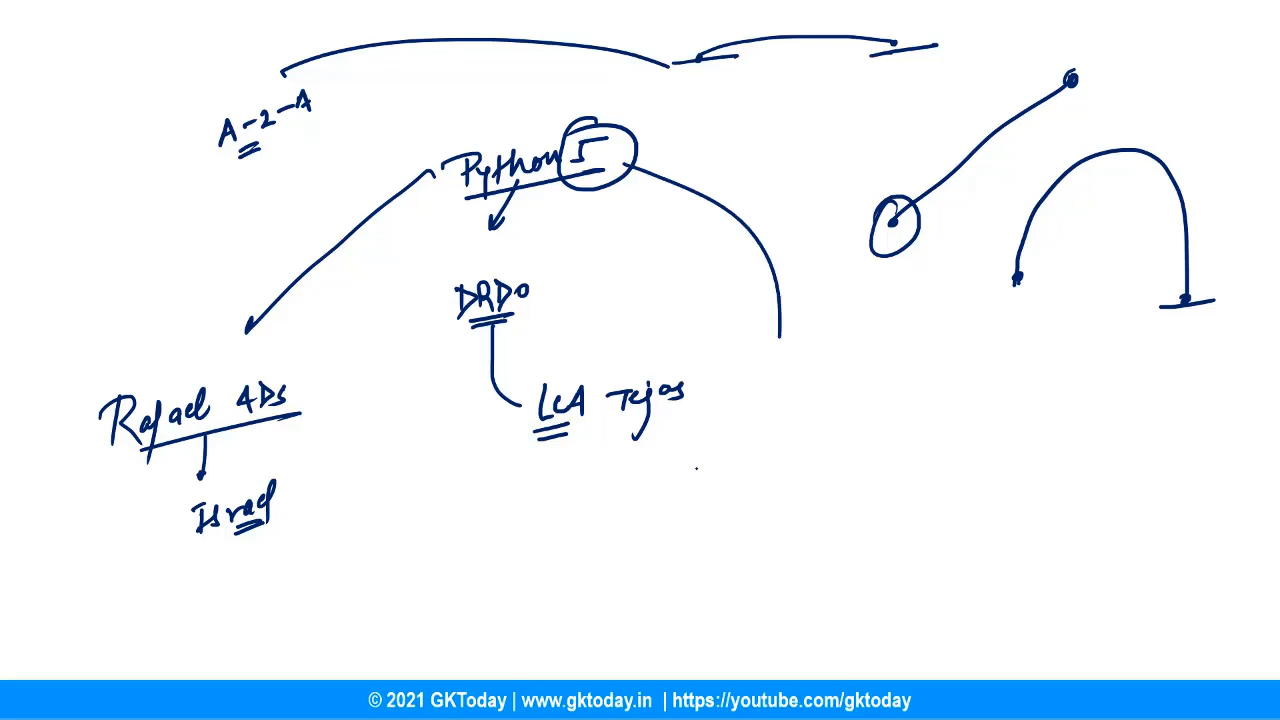 A-2-A
Python 5
DRDO
Rafael ADS
LCA Tejas
Israel
© 2021 GKToday | www.gktoday.in | https://youtube.com/gktoday